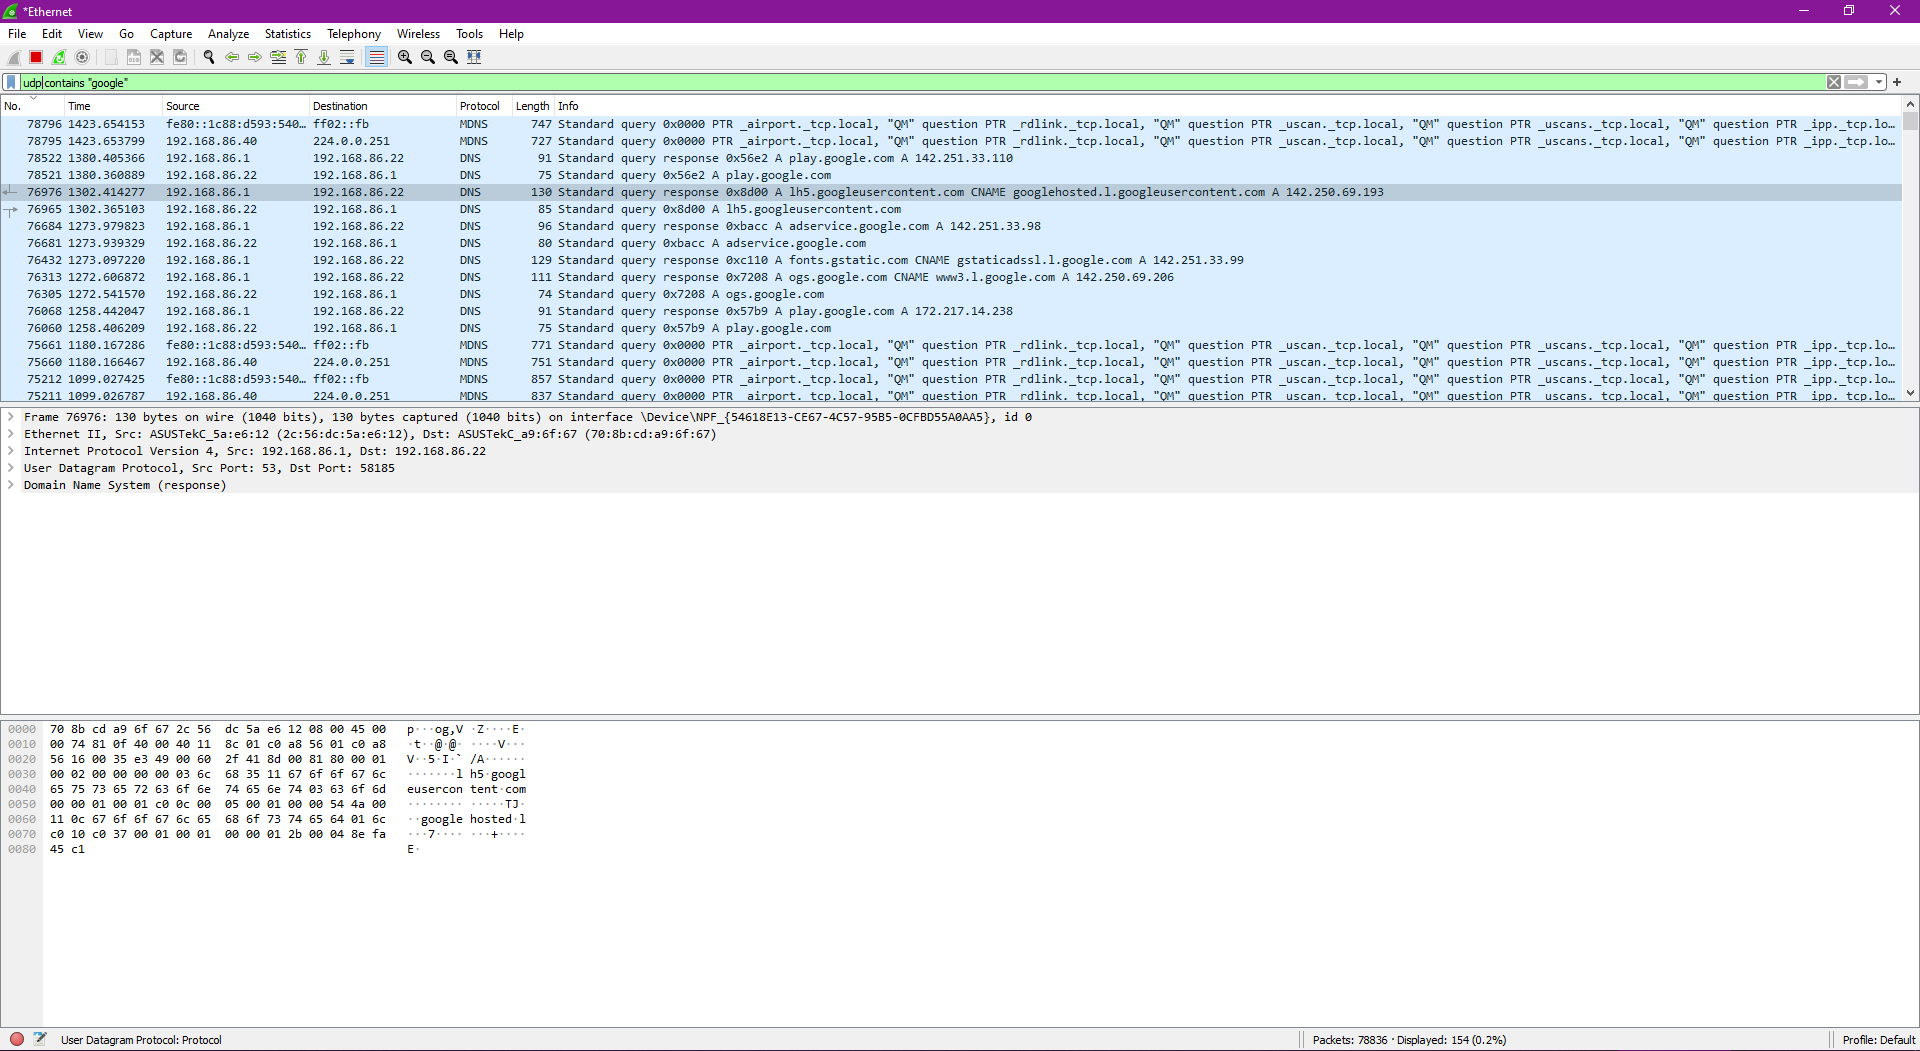 *Ethernet
File Edit View Go Capture Analyze Statistics Telephony Wireless Tools Help
udp contains "google"
No. Time Source Destination Protocol Length Info
78796 1423.654153 fe80::1c88:d593:540… ff02::fb MDNS 747 Standard query 0x0000 PTR _airport._tcp.local, "QM" question PTR _rdlink._tcp.local, "QM" question PTR _uscan._tcp.local, "QM" question PTR _uscans._tcp.local, "QM" question PTR _ipp._tcp.lo…
78795 1423.653799 192.168.86.40 224.0.0.251 MDNS 727 Standard query 0x0000 PTR _airport._tcp.local, "QM" question PTR _rdlink._tcp.local, "QM" question PTR _uscan._tcp.local, "QM" question PTR _uscans._tcp.local, "QM" question PTR _ipp._tcp.lo…
78522 1380.405366 192.168.86.1 192.168.86.22 DNS 91 Standard query response 0x56e2 A play.google.com A 142.251.33.110
78521 1380.360889 192.168.86.22 192.168.86.1 DNS 75 Standard query 0x56e2 A play.google.com
76976 1302.414277 192.168.86.1 192.168.86.22 DNS 130 Standard query response 0x8d00 A lh5.googleusercontent.com CNAME googlehosted.l.googleusercontent.com A 142.250.69.193
76965 1302.365103 192.168.86.22 192.168.86.1 DNS 85 Standard query 0x8d00 A lh5.googleusercontent.com
76684 1273.979823 192.168.86.1 192.168.86.22 DNS 96 Standard query response 0xbacc A adservice.google.com A 142.251.33.98
76681 1273.939329 192.168.86.22 192.168.86.1 DNS 80 Standard query 0xbacc A adservice.google.com
76432 1273.097220 192.168.86.1 192.168.86.22 DNS 129 Standard query response 0xc110 A fonts.gstatic.com CNAME gstaticadssl.l.google.com A 142.251.33.99
76313 1272.606872 192.168.86.1 192.168.86.22 DNS 111 Standard query response 0x7208 A ogs.google.com CNAME www3.l.google.com A 142.250.69.206
76305 1272.541570 192.168.86.22 192.168.86.1 DNS 74 Standard query 0x7208 A ogs.google.com
76068 1258.442047 192.168.86.1 192.168.86.22 DNS 91 Standard query response 0x57b9 A play.google.com A 172.217.14.238
76060 1258.406209 192.168.86.22 192.168.86.1 DNS 75 Standard query 0x57b9 A play.google.com
75661 1180.167286 fe80::1c88:d593:540… ff02::fb MDNS 771 Standard query 0x0000 PTR _airport._tcp.local, "QM" question PTR _rdlink._tcp.local, "QM" question PTR _uscan._tcp.local, "QM" question PTR _uscans._tcp.local, "QM" question PTR _ipp._tcp.lo…
75660 1180.166467 192.168.86.40 224.0.0.251 MDNS 751 Standard query 0x0000 PTR _airport._tcp.local, "QM" question PTR _rdlink._tcp.local, "QM" question PTR _uscan._tcp.local, "QM" question PTR _uscans._tcp.local, "QM" question PTR _ipp._tcp.lo…
75212 1099.027425 fe80::1c88:d593:540… ff02::fb MDNS 857 Standard query 0x0000 PTR _airport._tcp.local, "QM" question PTR _rdlink._tcp.local, "QM" question PTR _uscan._tcp.local, "QM" question PTR _uscans._tcp.local, "QM" question PTR _ipp._tcp.lo…
75211 1099.026787 192.168.86.40 224.0.0.251 MDNS 837 Standard query 0x0000 PTR _airport._tcp.local, "QM" question PTR _rdlink._tcp.local, "QM" question PTR _uscan._tcp.local, "QM" question PTR _uscans._tcp.local, "QM" question PTR _ipp._tcp.lo…
Frame 76976: 130 bytes on wire (1040 bits), 130 bytes captured (1040 bits) on interface \Device\NPF_{54618E13-CE67-4C57-95B5-0CFBD55A0AA5}, id 0
Ethernet II, Src: ASUSTekC_5a:e6:12 (2c:56:dc:5a:e6:12), Dst: ASUSTekC_a9:6f:67 (70:8b:cd:a9:6f:67)
Internet Protocol Version 4, Src: 192.168.86.1, Dst: 192.168.86.22
User Datagram Protocol, Src Port: 53, Dst Port: 58185
Domain Name System (response)
0000 70 8b cd a9 6f 67 2c 56 dc 5a e6 12 08 00 45 00 p···og,V ·Z····E·
0010 00 74 81 0f 40 00 40 11 8c 01 c0 a8 56 01 c0 a8 ·t··@·@· ····V···
0020 56 16 00 35 e3 49 00 60 2f 41 8d 00 81 80 00 01 V··5·I·` /A······
0030 00 02 00 00 00 00 03 6c 68 35 11 67 6f 6f 67 6c ·······l h5·googl
0040 65 75 73 65 72 63 6f 6e 74 65 6e 74 03 63 6f 6d eusercon tent·com
0050 00 00 01 00 01 c0 0c 00 05 00 01 00 00 54 4a 00 ········ ·····TJ·
0060 11 0c 67 6f 6f 67 6c 65 68 6f 73 74 65 64 01 6c ··google hosted·l
0070 c0 10 c0 37 00 01 00 01 00 00 01 2b 00 04 8e fa ···7···· ···+····
0080 45 c1 E·
User Datagram Protocol: Protocol
Packets: 78836 · Displayed: 154 (0.2%)
Profile: Default